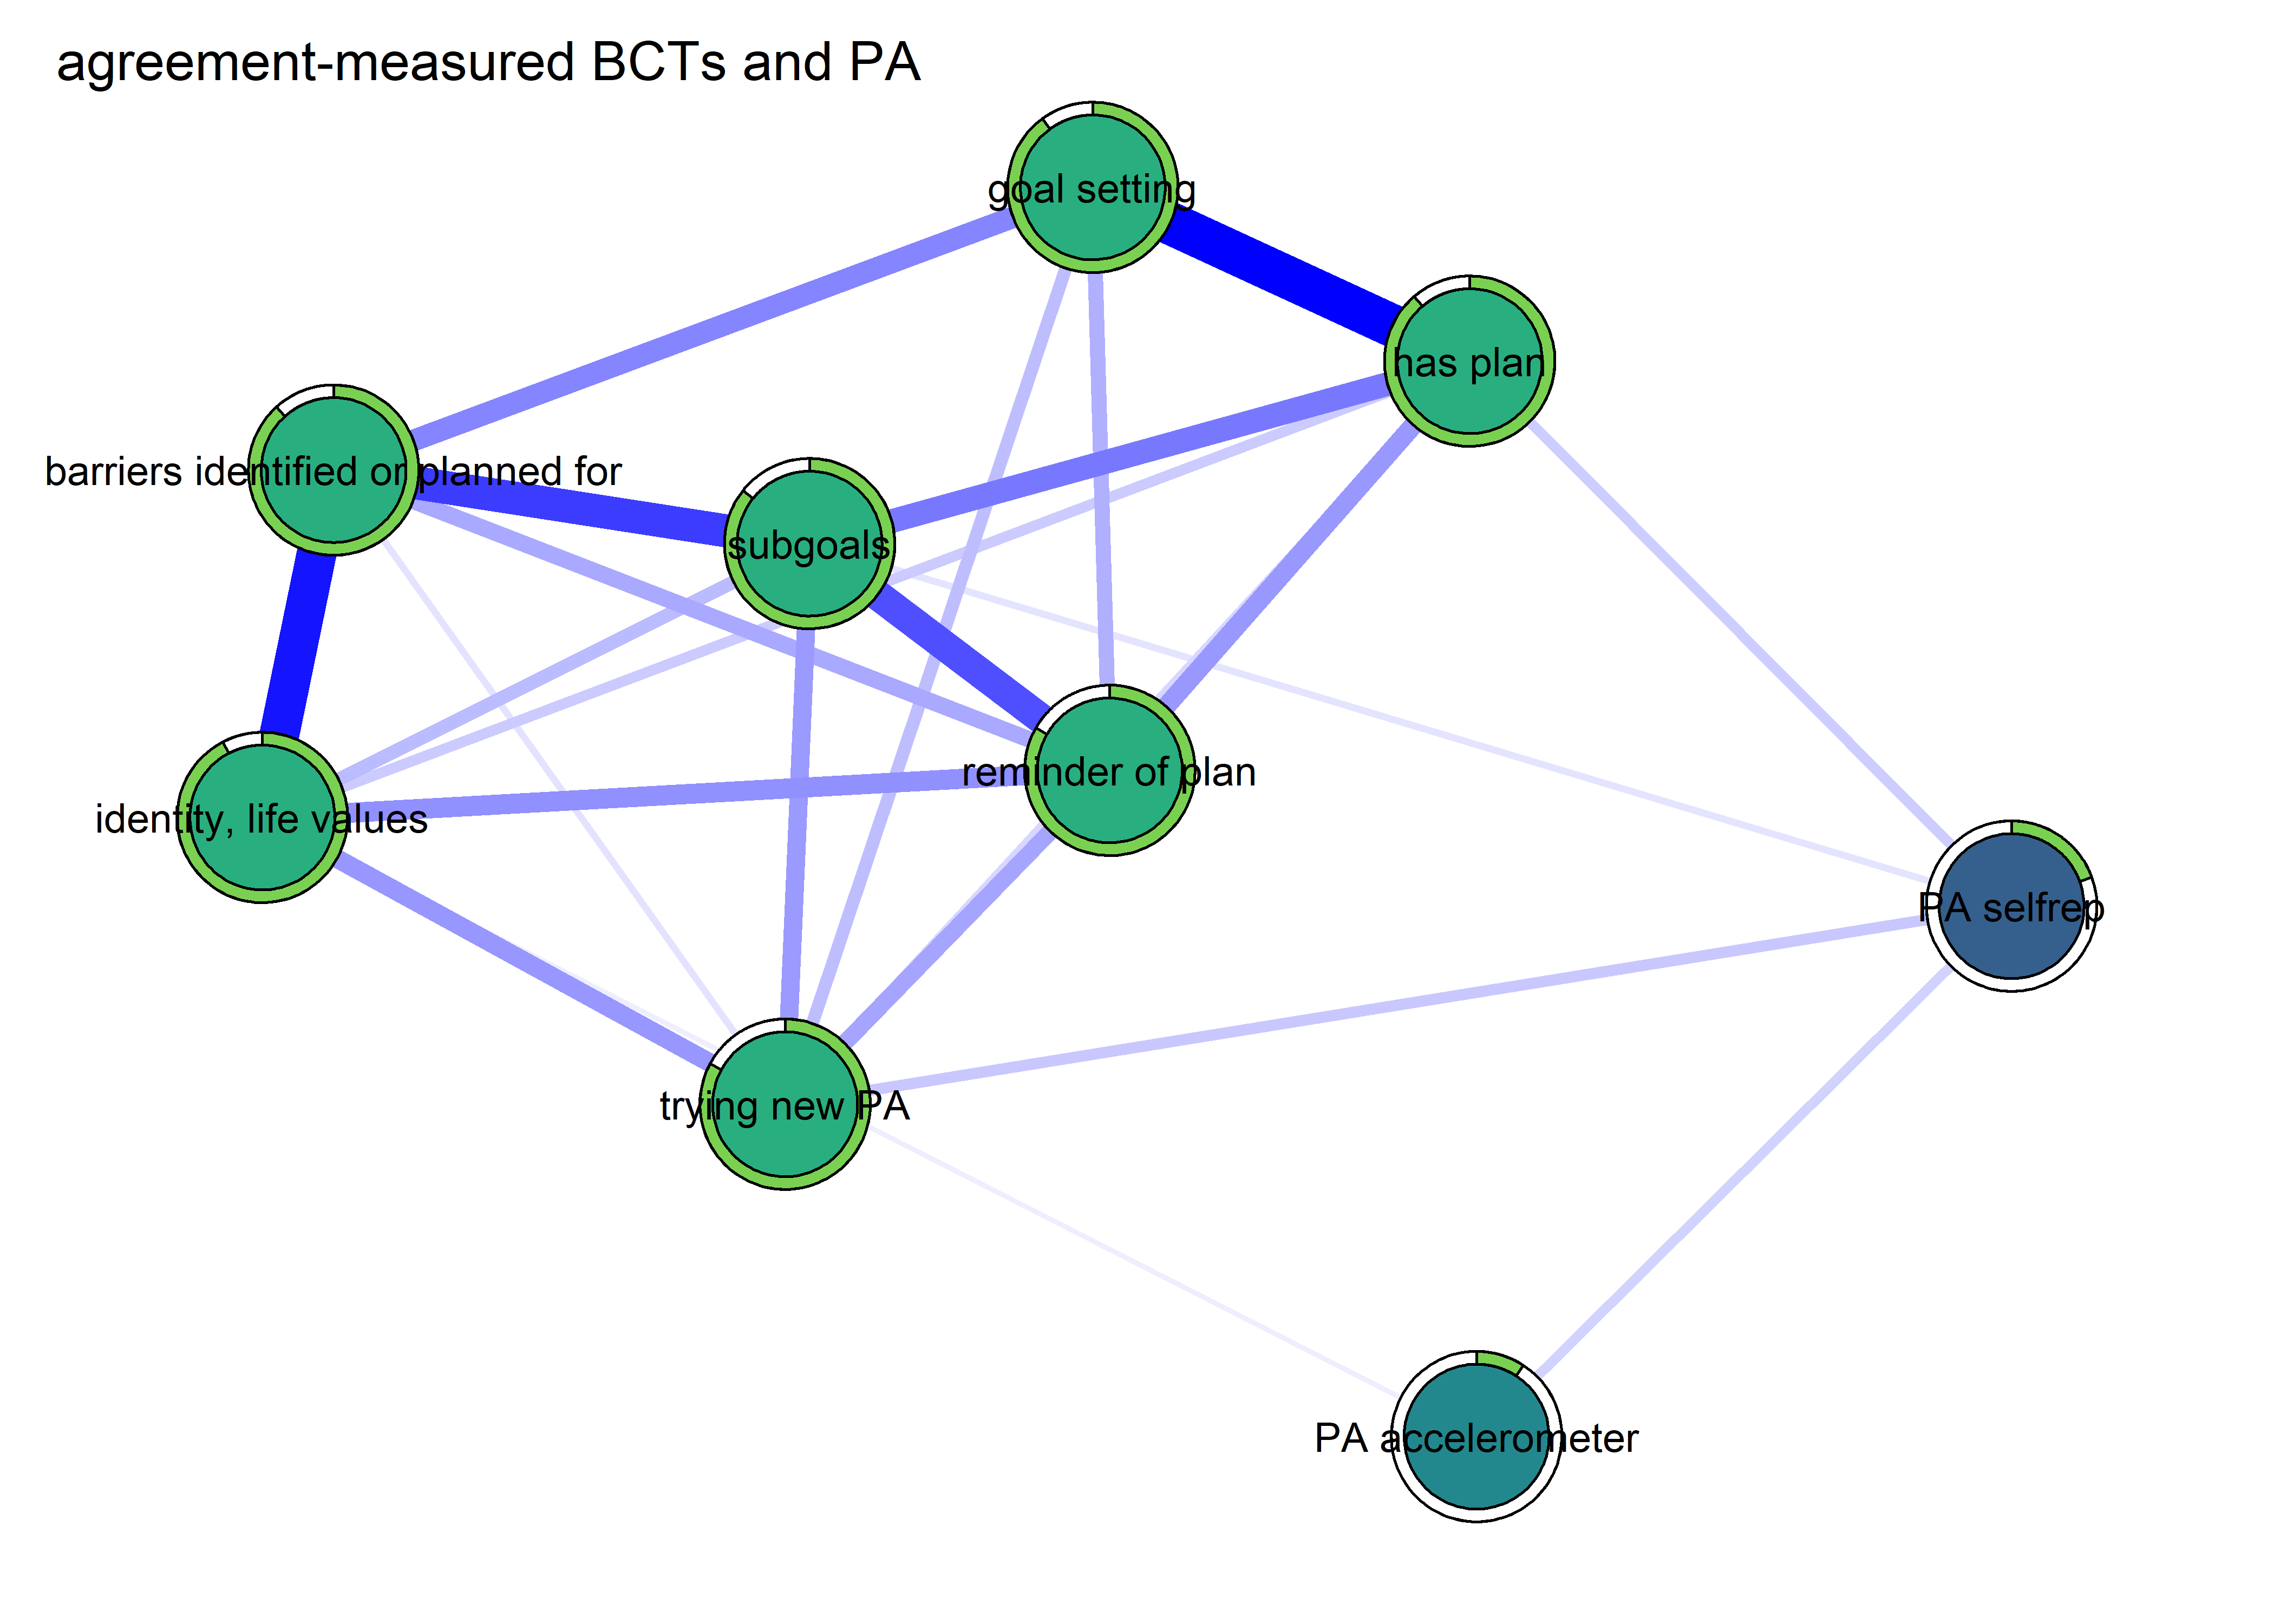 agreement-measured BCTs and PA
goal setting
has plan
barriers identified or planned for
subgoals
reminder of plan
identity, life values
PA selfrep
trying new PA
PA accelerometer